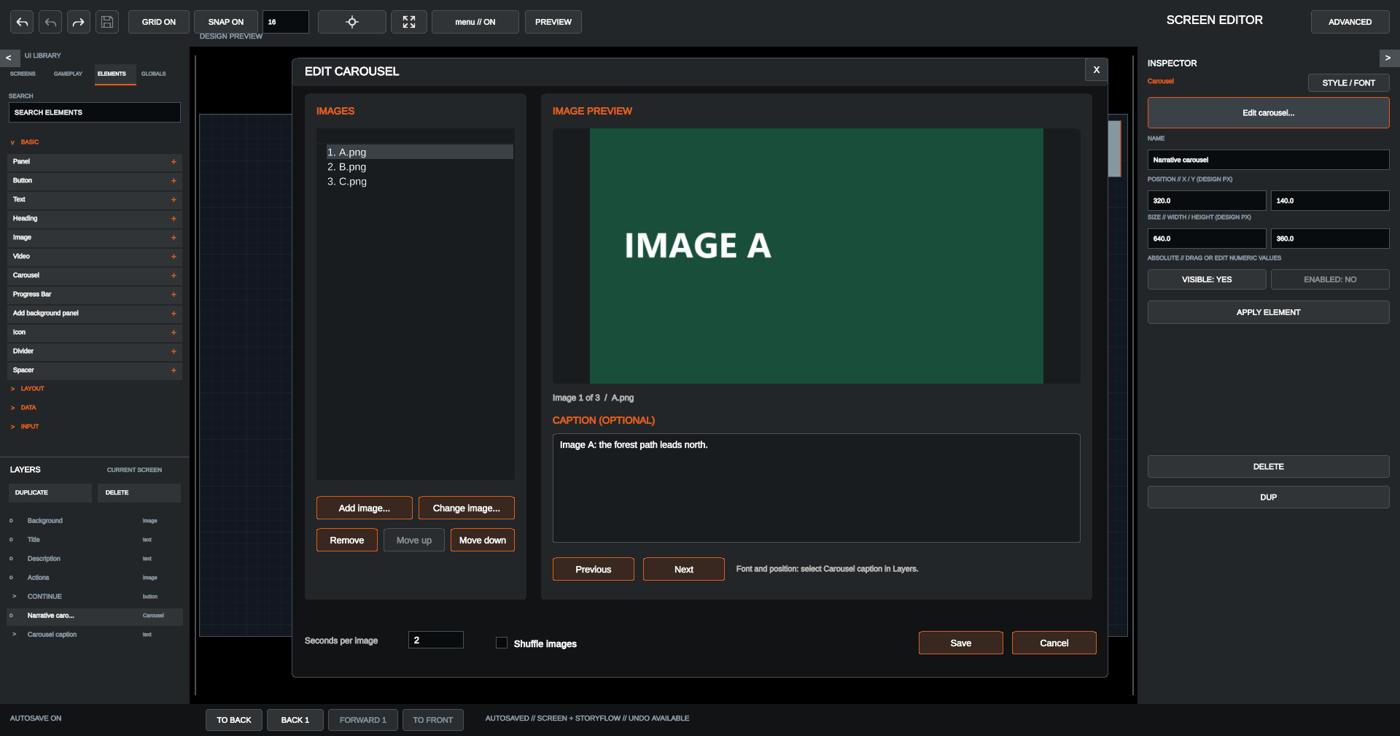 GRID ON
SNAP ON
16
menu // ON
PREVIEW
SCREEN EDITOR
ADVANCED
DESIGN PREVIEW
<
UI LIBRARY
SCREENS
GAMEPLAY
ELEMENTS
GLOBALS
SEARCH
SEARCH ELEMENTS
v BASIC
Panel +
Button +
Text +
Heading +
Image +
Video +
Carousel +
Progress Bar +
Add background panel +
Icon +
Divider +
Spacer +
> LAYOUT
> DATA
> INPUT
LAYERS
CURRENT SCREEN
DUPLICATE
DELETE
o Background Image
o Title text
o Description text
o Actions image
> CONTINUE button
o Narrative caro... Carousel
> Carousel caption text
EDIT CAROUSEL
X
IMAGES
1. A.png
2. B.png
3. C.png
Add image...
Change image...
Remove
Move up
Move down
IMAGE PREVIEW
IMAGE A
Image 1 of 3 / A.png
CAPTION (OPTIONAL)
Image A: the forest path leads north.
Previous
Next
Font and position: select Carousel caption in Layers.
Seconds per image
2
Shuffle images
Save
Cancel
>
INSPECTOR
Carousel
STYLE / FONT
Edit carousel...
NAME
Narrative carousel
POSITION // X / Y (DESIGN PX)
320.0
140.0
SIZE // WIDTH / HEIGHT (DESIGN PX)
640.0
360.0
ABSOLUTE // DRAG OR EDIT NUMERIC VALUES
VISIBLE: YES
ENABLED: NO
APPLY ELEMENT
DELETE
DUP
AUTOSAVE ON
TO BACK
BACK 1
FORWARD 1
TO FRONT
AUTOSAVED // SCREEN + STORYFLOW // UNDO AVAILABLE